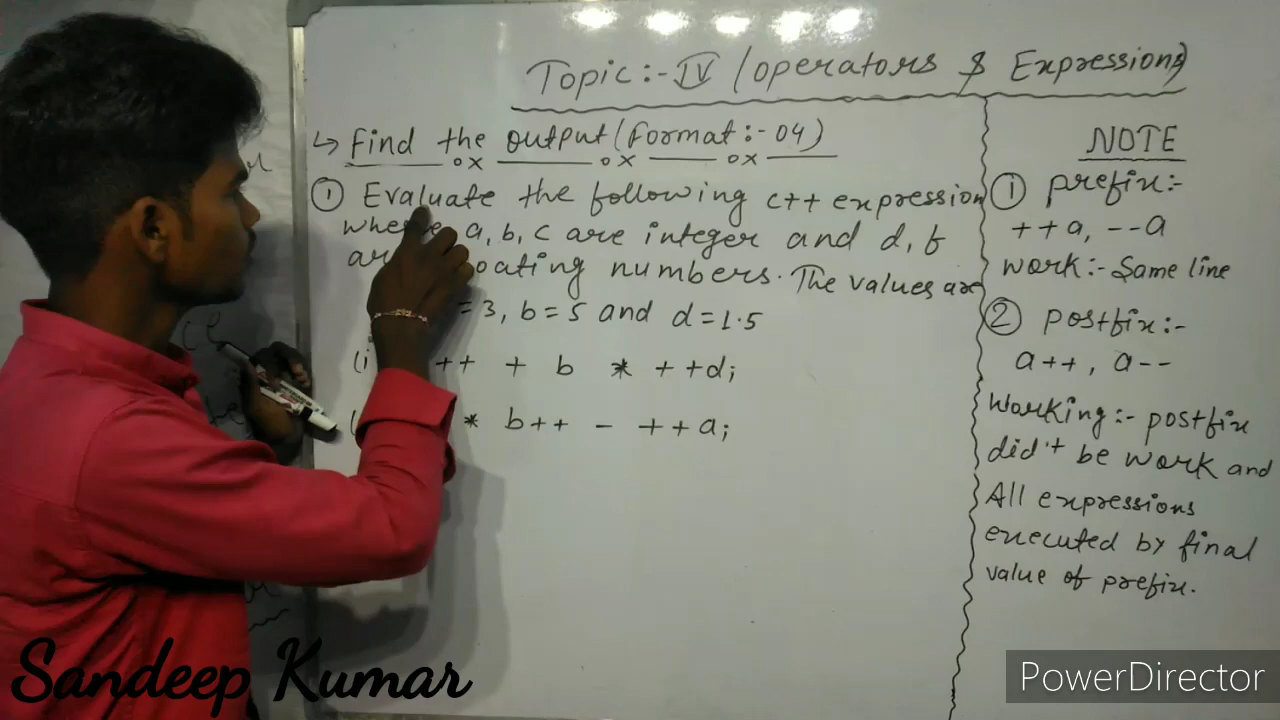 Topic:- IV (operators & Expressions)
↳ Find the output (Format:- 04)
① Evaluate the following c++ expression
where a, b, c are integer and d, f
are floating numbers. The values are
= 3, b = 5 and d = 1.5
(i) ++ + b * ++d;
* b++ - ++a;
NOTE
① prefix:-
++a, --a
work:- Same line
② postfix:-
a++, a--
Working:- postfix
did't be work and
All expressions
executed by final
value of prefix.
Sandeep Kumar
PowerDirector